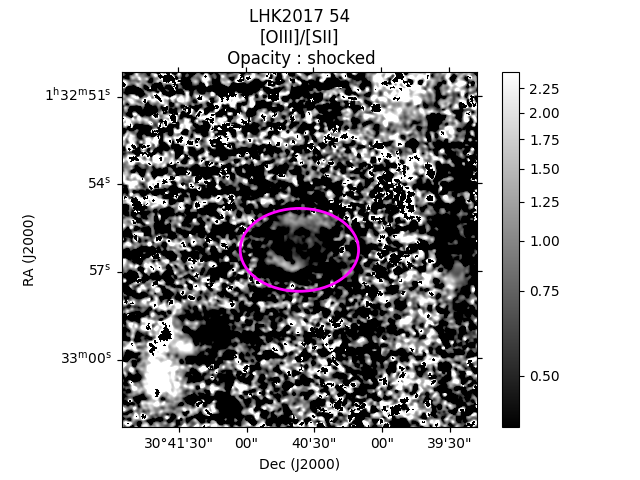 LHK2017 54
[OIII]/[SII]
Opacity : shocked
1ʰ32ᵐ51ˢ
54ˢ
57ˢ
33ᵐ00ˢ
RA (J2000)
30°41'30" 00" 40'30" 00" 39'30"
Dec (J2000)
2.25
2.00
1.75
1.50
1.25
1.00
0.75
0.50